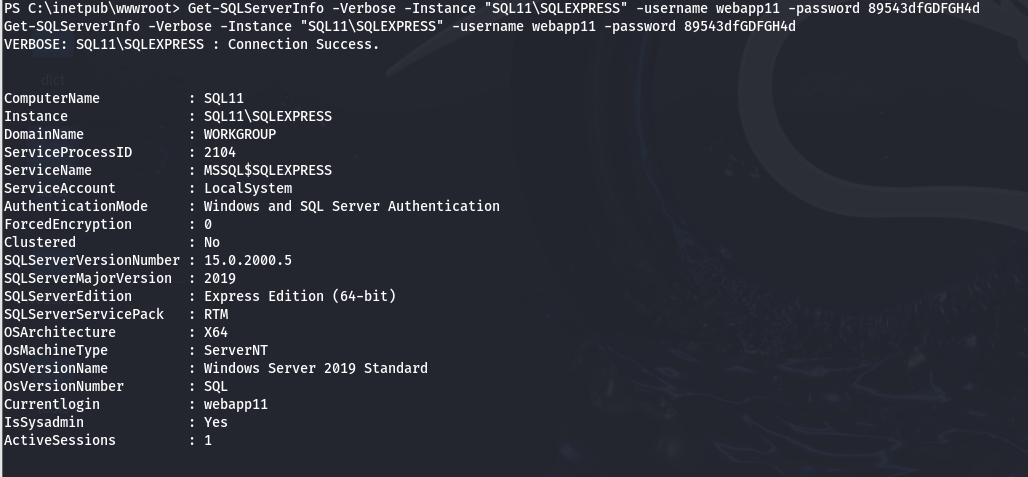 PS C:\inetpub\wwwroot> Get-SQLServerInfo -Verbose -Instance "SQL11\SQLEXPRESS" -username webapp11 -password 89543dfGDFGH4d
Get-SQLServerInfo -Verbose -Instance "SQL11\SQLEXPRESS" -username webapp11 -password 89543dfGDFGH4d
VERBOSE: SQL11\SQLEXPRESS : Connection Success.
dict
ComputerName           : SQL11
Instance               : SQL11\SQLEXPRESS
DomainName             : WORKGROUP
ServiceProcessID       : 2104
ServiceName            : MSSQL$SQLEXPRESS
ServiceAccount         : LocalSystem
AuthenticationMode     : Windows and SQL Server Authentication
ForcedEncryption       : 0
Clustered              : No
SQLServerVersionNumber : 15.0.2000.5
SQLServerMajorVersion  : 2019
SQLServerEdition       : Express Edition (64-bit)
SQLServerServicePack   : RTM
OSArchitecture         : X64
OsMachineType          : ServerNT
OSVersionName          : Windows Server 2019 Standard
OsVersionNumber        : SQL
Currentlogin           : webapp11
IsSysadmin             : Yes
ActiveSessions         : 1